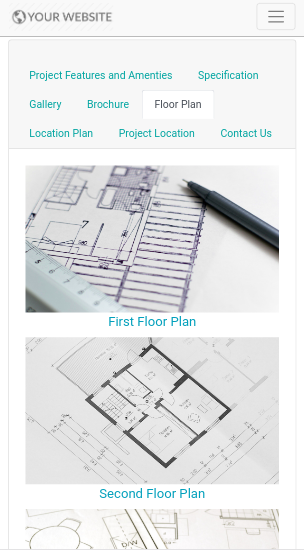 YOUR WEBSITE
Project Features and Amenties
Specification
Gallery
Brochure
Floor Plan
Location Plan
Project Location
Contact Us
7
First Floor Plan
Second Floor Plan
D/W